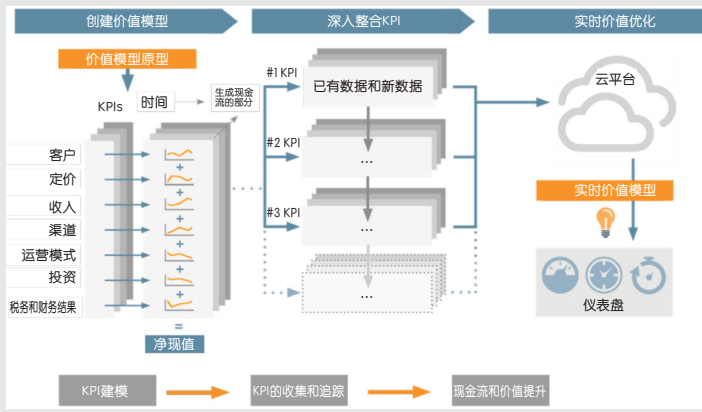 创建价值模型
深入整合KPI
实时价值优化
价值模型原型
KPIs
时间
生成现金
流的部分
客户
定价
收入
渠道
运营模式
投资
税务和财务结果
+
+
+
+
+
+
=
净现值
#1 KPI
已有数据和新数据
#2 KPI
...
#3 KPI
...
...
云平台
实时价值模型
仪表盘
KPI建模
KPI的收集和追踪
现金流和价值提升